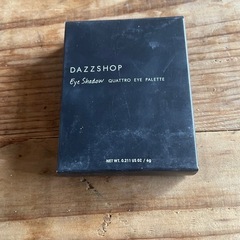 DAZZSHOP
Eye Shadow QUATTRO EYE PALETTE
NET WT. 0.211 US OZ / 6g